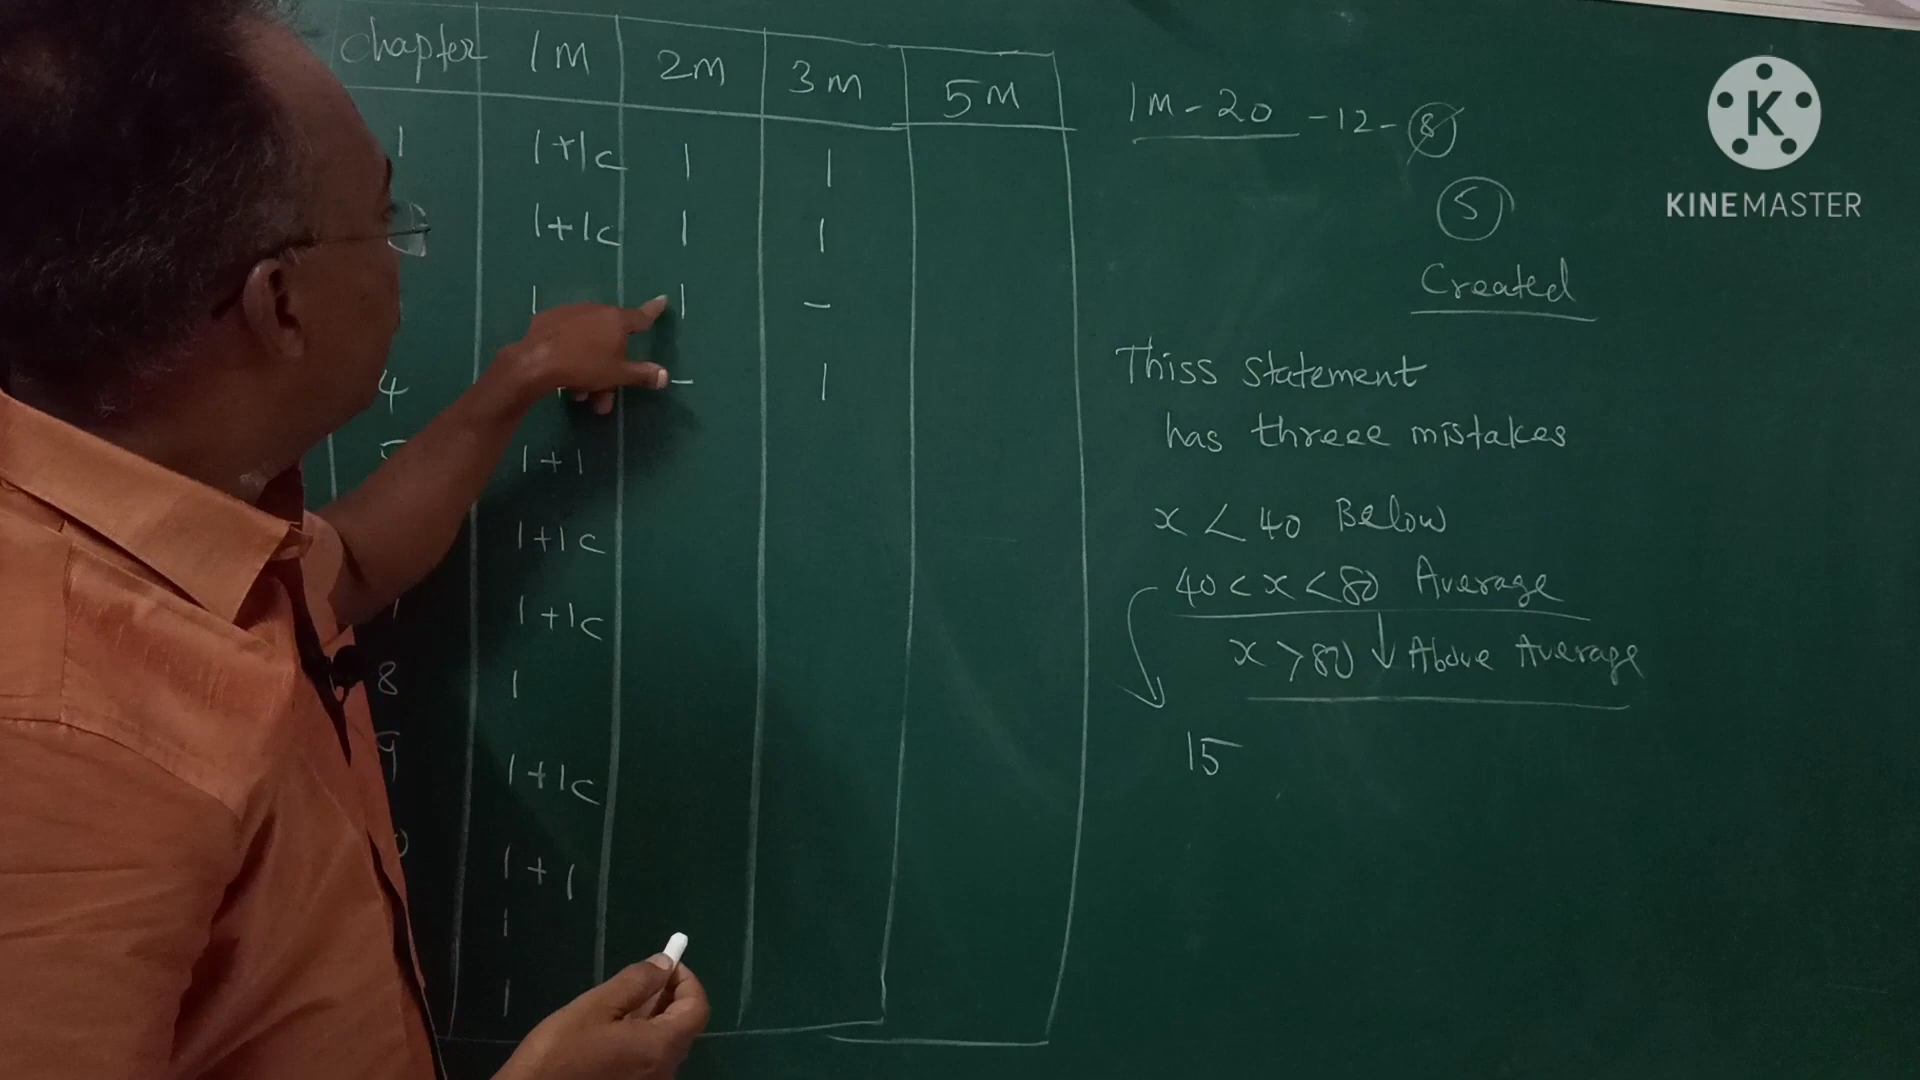 chapter 1M 2M 3M 5M
1 1+1c 1 1
1+1c 1 1
1 1 -
4 - 1
1+1
1+1c
1+1c
8 1
9 1+1c
1+1
1
1
1M-20 -12-8
5
Created
Thiss statement
has threee mistakes
x < 40 Below
40 < x < 80 Average
x > 80 Above Average
15
K
KINEMASTER